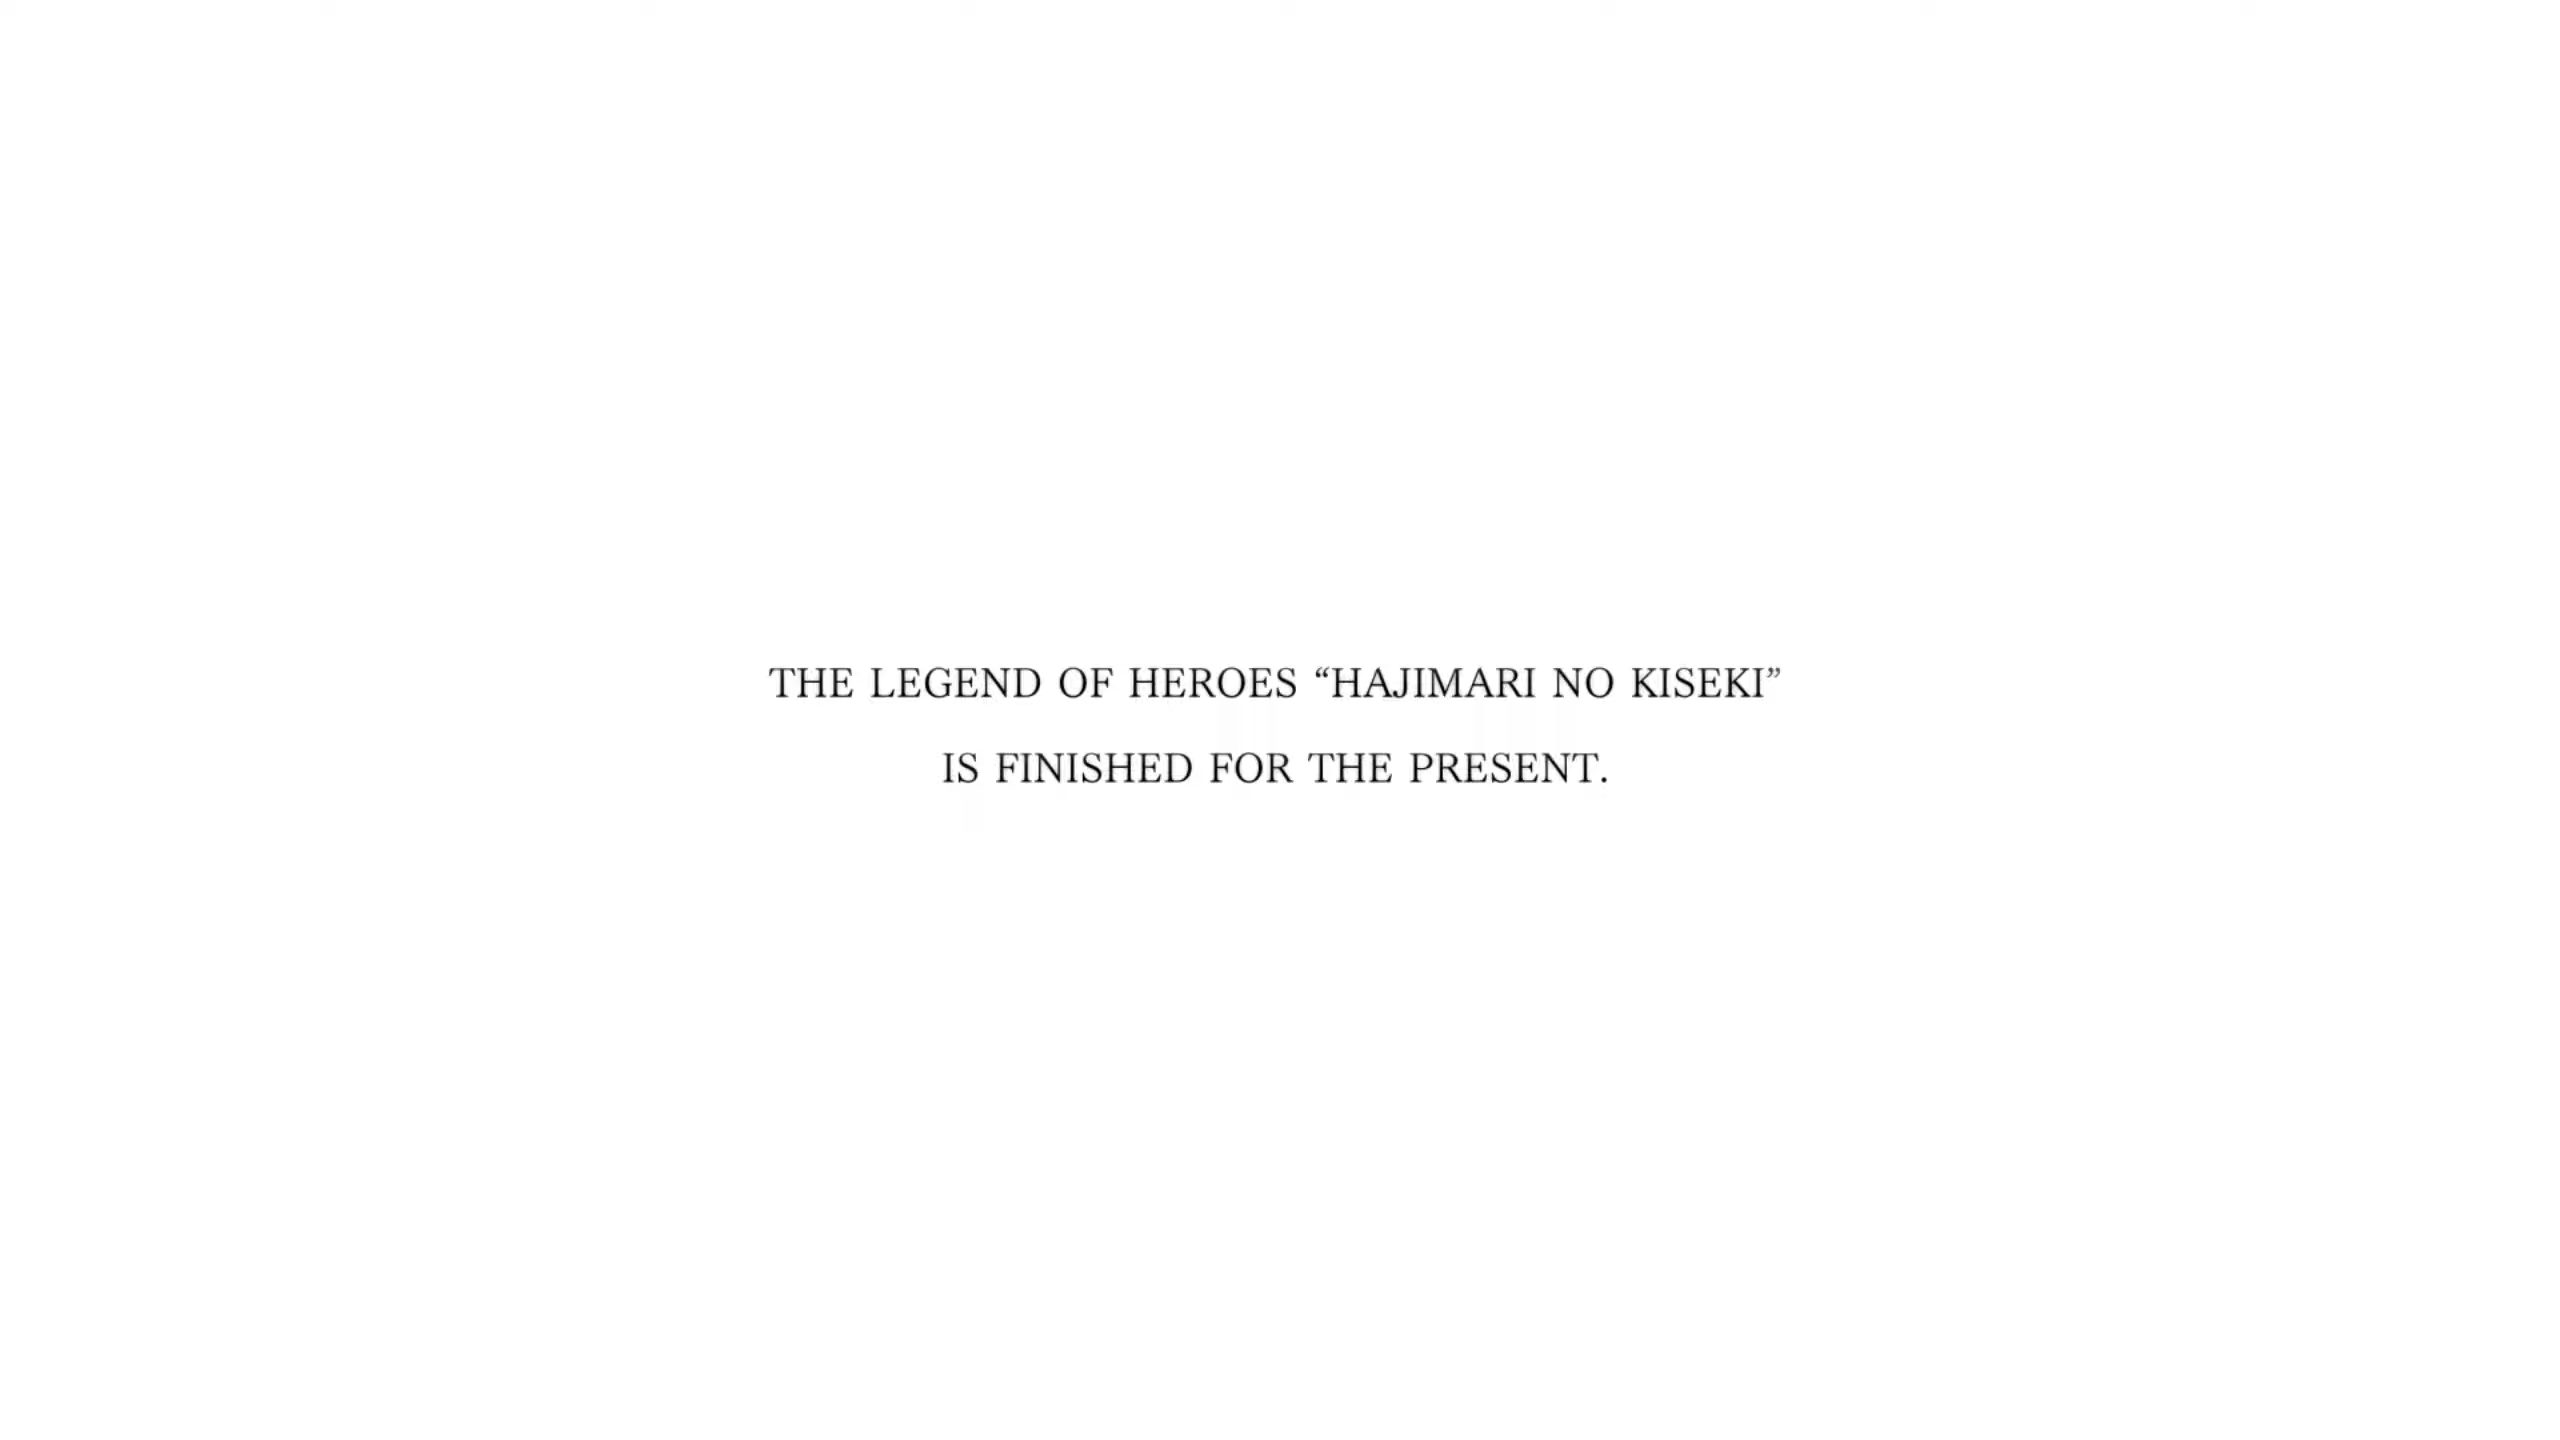 THE LEGEND OF HEROES “HAJIMARI NO KISEKI”
IS FINISHED FOR THE PRESENT.